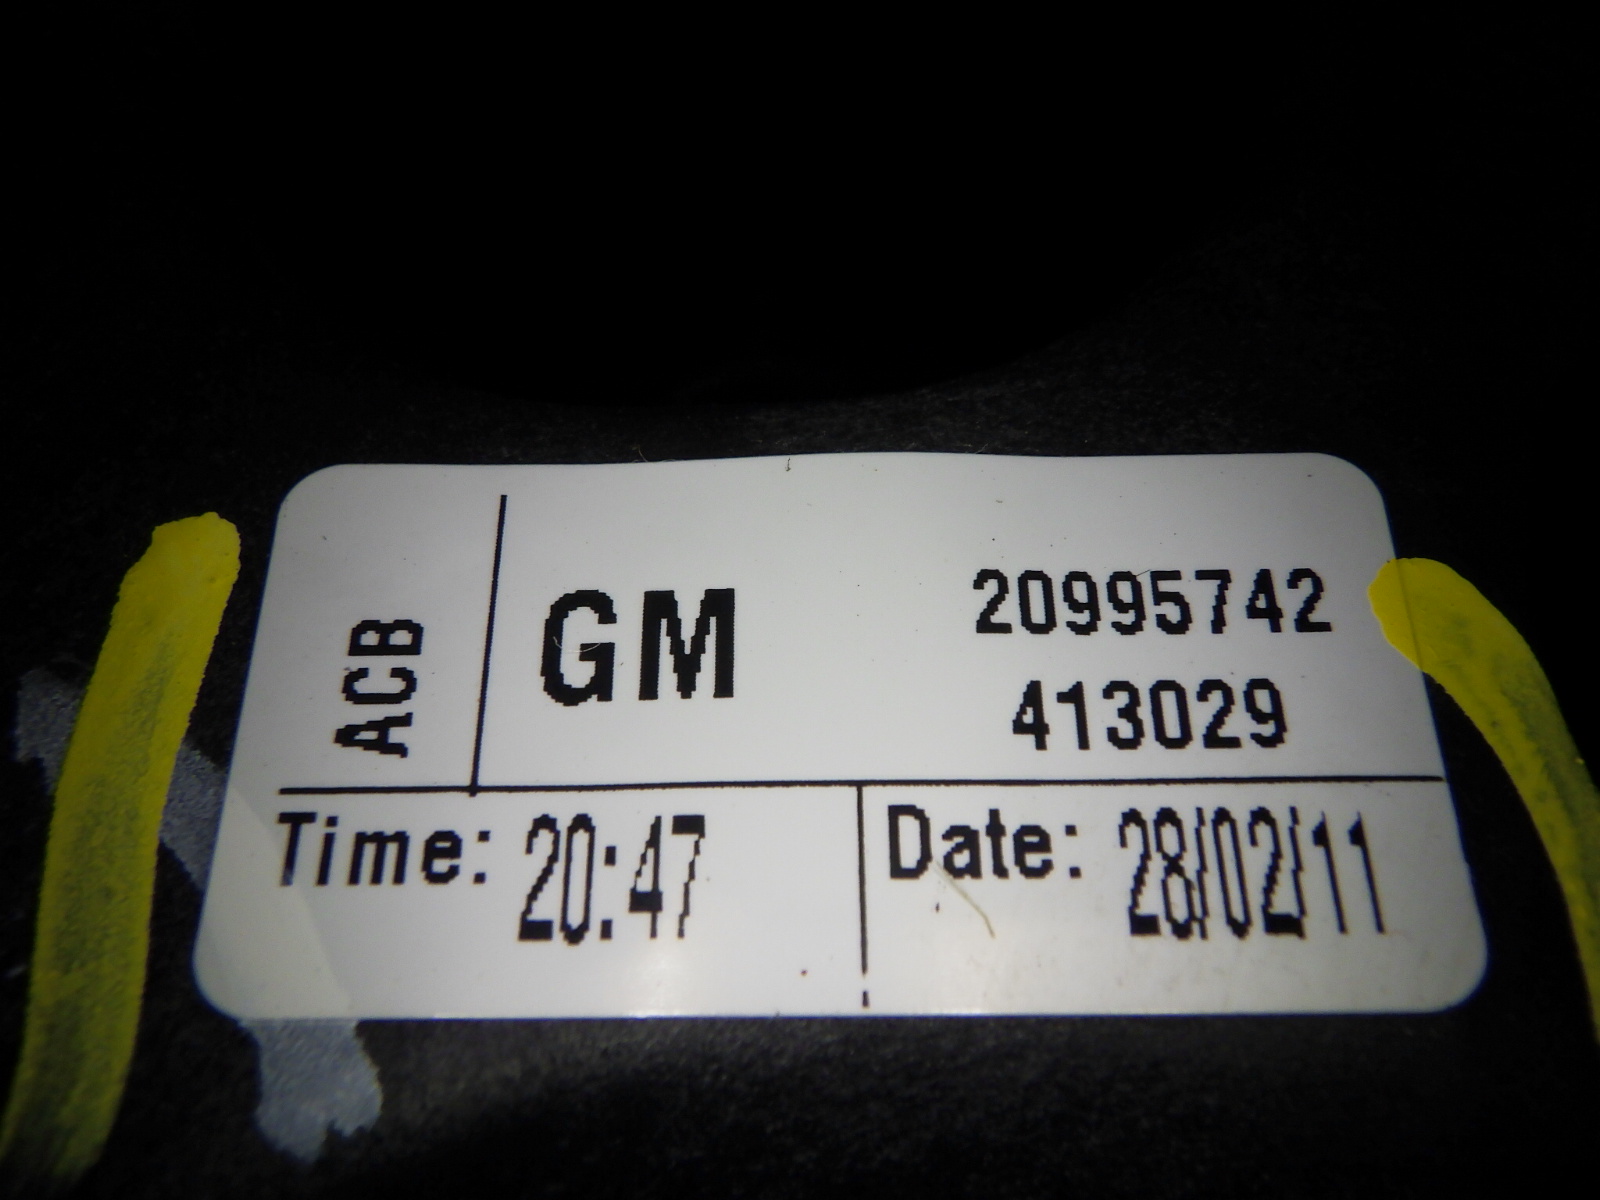 ACB
GM
20995742
413029
Time: 20:47
Date: 28/02/11